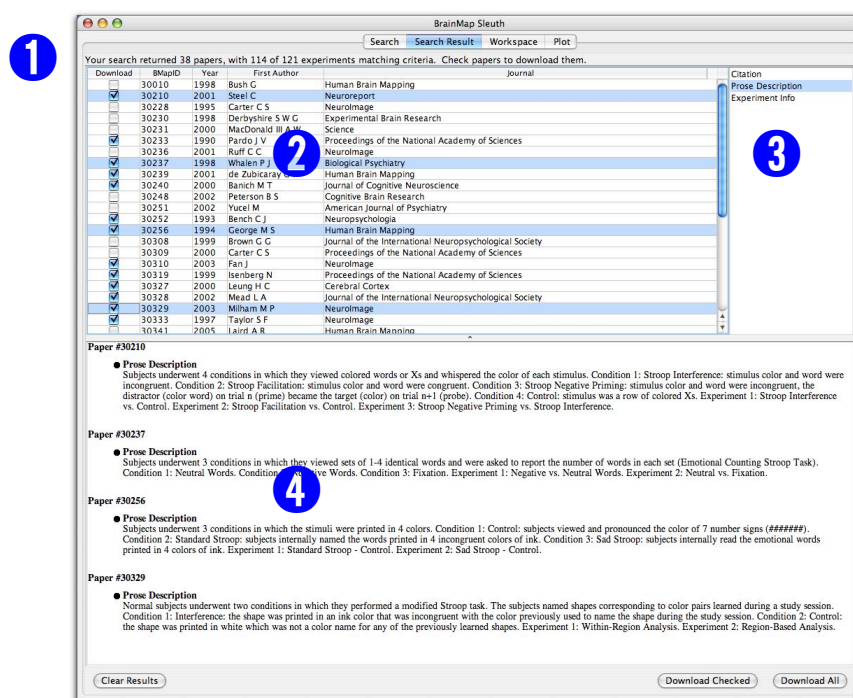 BrainMap Sleuth
Search Search Result Workspace Plot
1
Your search returned 38 papers, with 114 of 121 experiments matching criteria. Check papers to download them.
Download BMapID Year First Author Journal
30010 1998 Bush G Human Brain Mapping
30210 2001 Steel C Neuroreport
30228 1995 Carter C S NeuroImage
30230 1998 Derbyshire S W G Experimental Brain Research
30231 2000 MacDonald III A W Science
30233 1990 Pardo J V Proceedings of the National Academy of Sciences
30236 2001 Ruff C C NeuroImage
30237 1998 Whalen P J Biological Psychiatry
30239 2001 de Zubicaray Human Brain Mapping
30240 2000 Banich M T Journal of Cognitive Neuroscience
30248 2002 Peterson B S Cognitive Brain Research
30251 2002 Yucel M American Journal of Psychiatry
30252 1993 Bench C J Neuropsychologia
30256 1994 George M S Human Brain Mapping
30308 1999 Brown G G Journal of the International Neuropsychological Society
30309 2000 Carter C S Proceedings of the National Academy of Sciences
30310 2003 Fan J NeuroImage
30319 1999 Isenberg N Proceedings of the National Academy of Sciences
30327 2000 Leung H C Cerebral Cortex
30328 2002 Mead L A Journal of the International Neuropsychological Society
30329 2003 Milham M P NeuroImage
30333 1997 Taylor S F NeuroImage
30341 2005 Laird A R Human Brain Mapping
2
Citation
Prose Description
Experiment Info
3
Paper #30210
● Prose Description
Subjects underwent 4 conditions in which they viewed colored words or Xs and whispered the color of each stimulus. Condition 1: Stroop Interference: stimulus color and word were
incongruent. Condition 2: Stroop Facilitation: stimulus color and word were congruent. Condition 3: Stroop Negative Priming: stimulus color and word were incongruent, the
distractor (color word) on trial n (prime) became the target (color) on trial n+1 (probe). Condition 4: Control: stimulus was a row of colored Xs. Experiment 1: Stroop Interference
vs. Control. Experiment 2: Stroop Facilitation vs. Control. Experiment 3: Stroop Negative Priming vs. Stroop Interference.
Paper #30237
● Prose Description
Subjects underwent 3 conditions in which they viewed sets of 1-4 identical words and were asked to report the number of words in each set (Emotional Counting Stroop Task).
Condition 1: Neutral Words. Condition Words. Condition 3: Fixation. Experiment 1: Negative vs. Neutral Words. Experiment 2: Neutral vs. Fixation.
4
Paper #30256
● Prose Description
Subjects underwent 3 conditions in which the stimuli were printed in 4 colors. Condition 1: Control: subjects viewed and pronounced the color of 7 number signs (#######).
Condition 2: Standard Stroop: subjects internally named the words printed in 4 incongruent colors of ink. Condition 3: Sad Stroop: subjects internally read the emotional words
printed in 4 colors of ink. Experiment 1: Standard Stroop - Control. Experiment 2: Sad Stroop - Control.
Paper #30329
● Prose Description
Normal subjects underwent two conditions in which they performed a modified Stroop task. The subjects named shapes corresponding to color pairs learned during a study session.
Condition 1: Interference: the shape was printed in an ink color that was incongruent with the color previously used to name the shape during the study session. Condition 2: Control:
the shape was printed in white which was not a color name for any of the previously learned shapes. Experiment 1: Within-Region Analysis. Experiment 2: Region-Based Analysis.
Clear Results Download Checked Download All